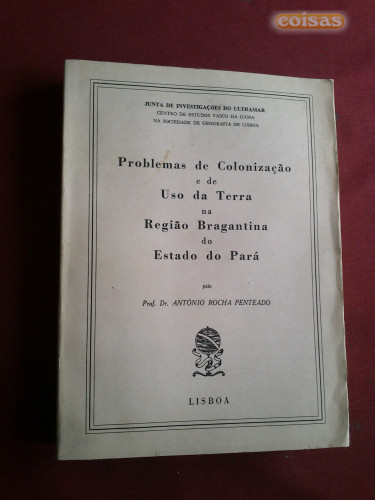 coisas
JUNTA DE INVESTIGAÇÕES DO ULTRAMAR
CENTRO DE ESTUDOS VASCO DA GAMA
NA SOCIEDADE DE GEOGRAFIA DE LISBOA
Problemas de Colonização
e de
Uso da Terra
na
Região Bragantina
do
Estado do Pará
pelo
Prof. Dr. ANTÓNIO ROCHA PENTEADO
LISBOA